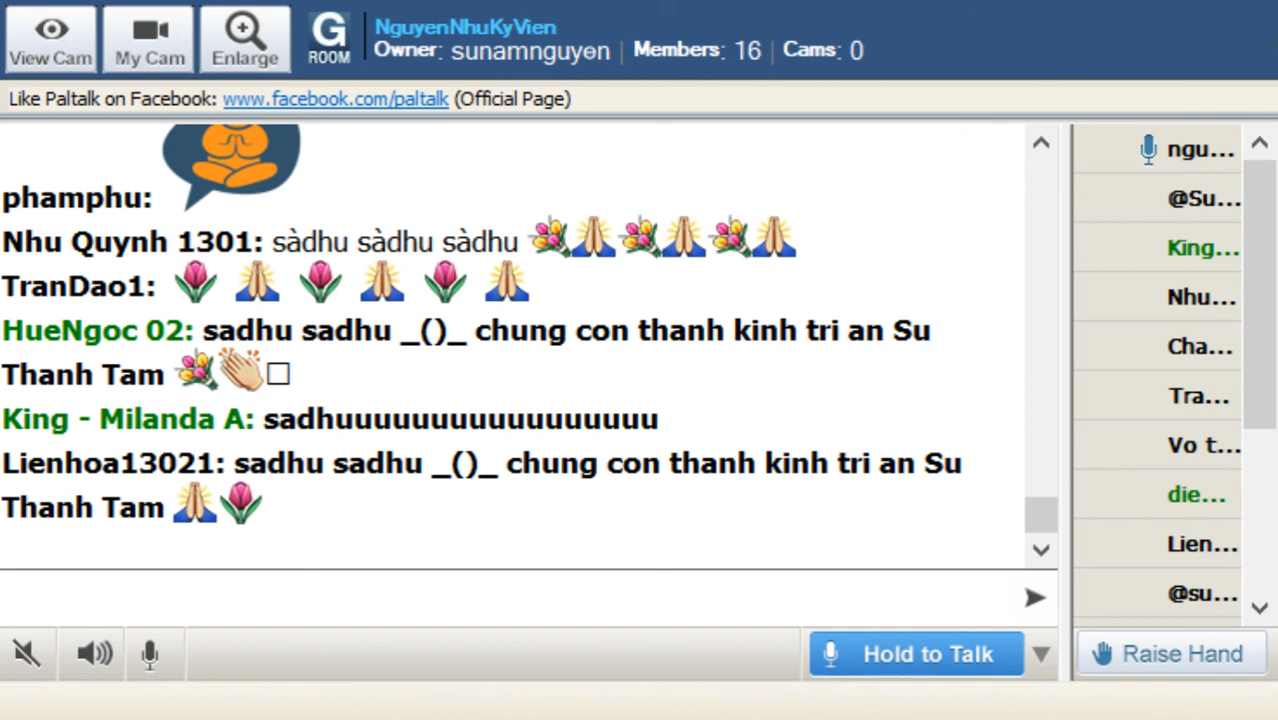 View Cam
My Cam
Enlarge
G
ROOM
NguyenNhuKyVien
Owner: sunamnguyen | Members: 16 | Cams: 0
Like Paltalk on Facebook: www.facebook.com/paltalk (Official Page)
phamphu:
Nhu Quynh 1301: sàdhu sàdhu sàdhu 💐🙏💐🙏💐🙏
TranDao1: 🌷 🙏 🌷 🙏 🌷 🙏
HueNgoc 02: sadhu sadhu _()_ chung con thanh kinh tri an Su
Thanh Tam 💐👏□
King - Milanda A: sadhuuuuuuuuuuuuuuuuu
Lienhoa13021: sadhu sadhu _()_ chung con thanh kinh tri an Su
Thanh Tam 🙏🌷
ngu...
@Su...
King...
Nhu...
Cha...
Tra...
Vo t...
die...
Lien...
@su...
Hold to Talk
Raise Hand